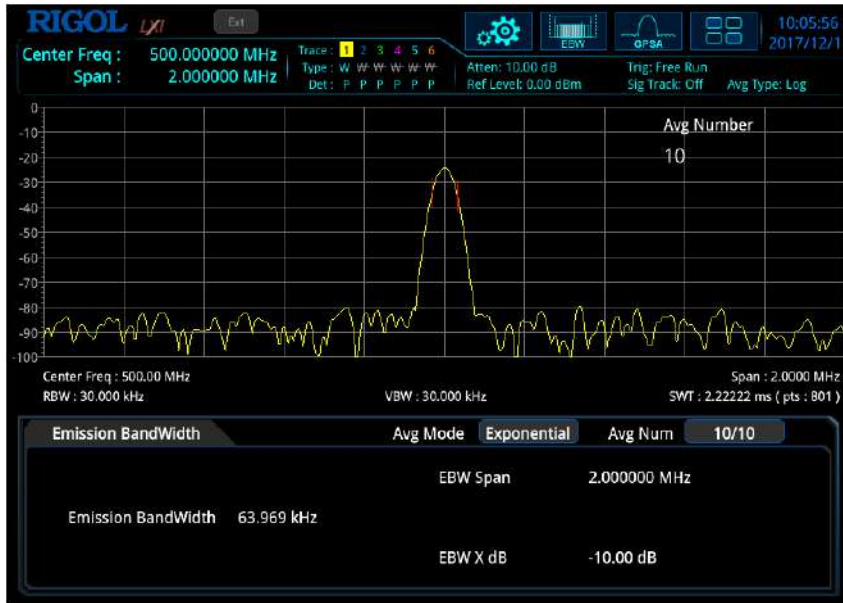 RIGOL LXI Ext 10:05:56
EBW GPSA 2017/12/1
Center Freq : 500.000000 MHz Trace : 1 2 3 4 5 6
Span : 2.000000 MHz Type : W W W W W W Atten: 10.00 dB Trig: Free Run
Det : P P P P P P Ref Level: 0.00 dBm Sig Track: Off Avg Type: Log
0
-10 Avg Number
-20 10
-30
-40
-50
-60
-70
-80
-90
-100
Center Freq : 500.00 MHz Span : 2.0000 MHz
RBW : 30.000 kHz VBW : 30.000 kHz SWT : 2.22222 ms ( pts : 801 )
Emission BandWidth Avg Mode Exponential Avg Num 10/10
EBW Span 2.000000 MHz
Emission BandWidth 63.969 kHz
EBW X dB -10.00 dB